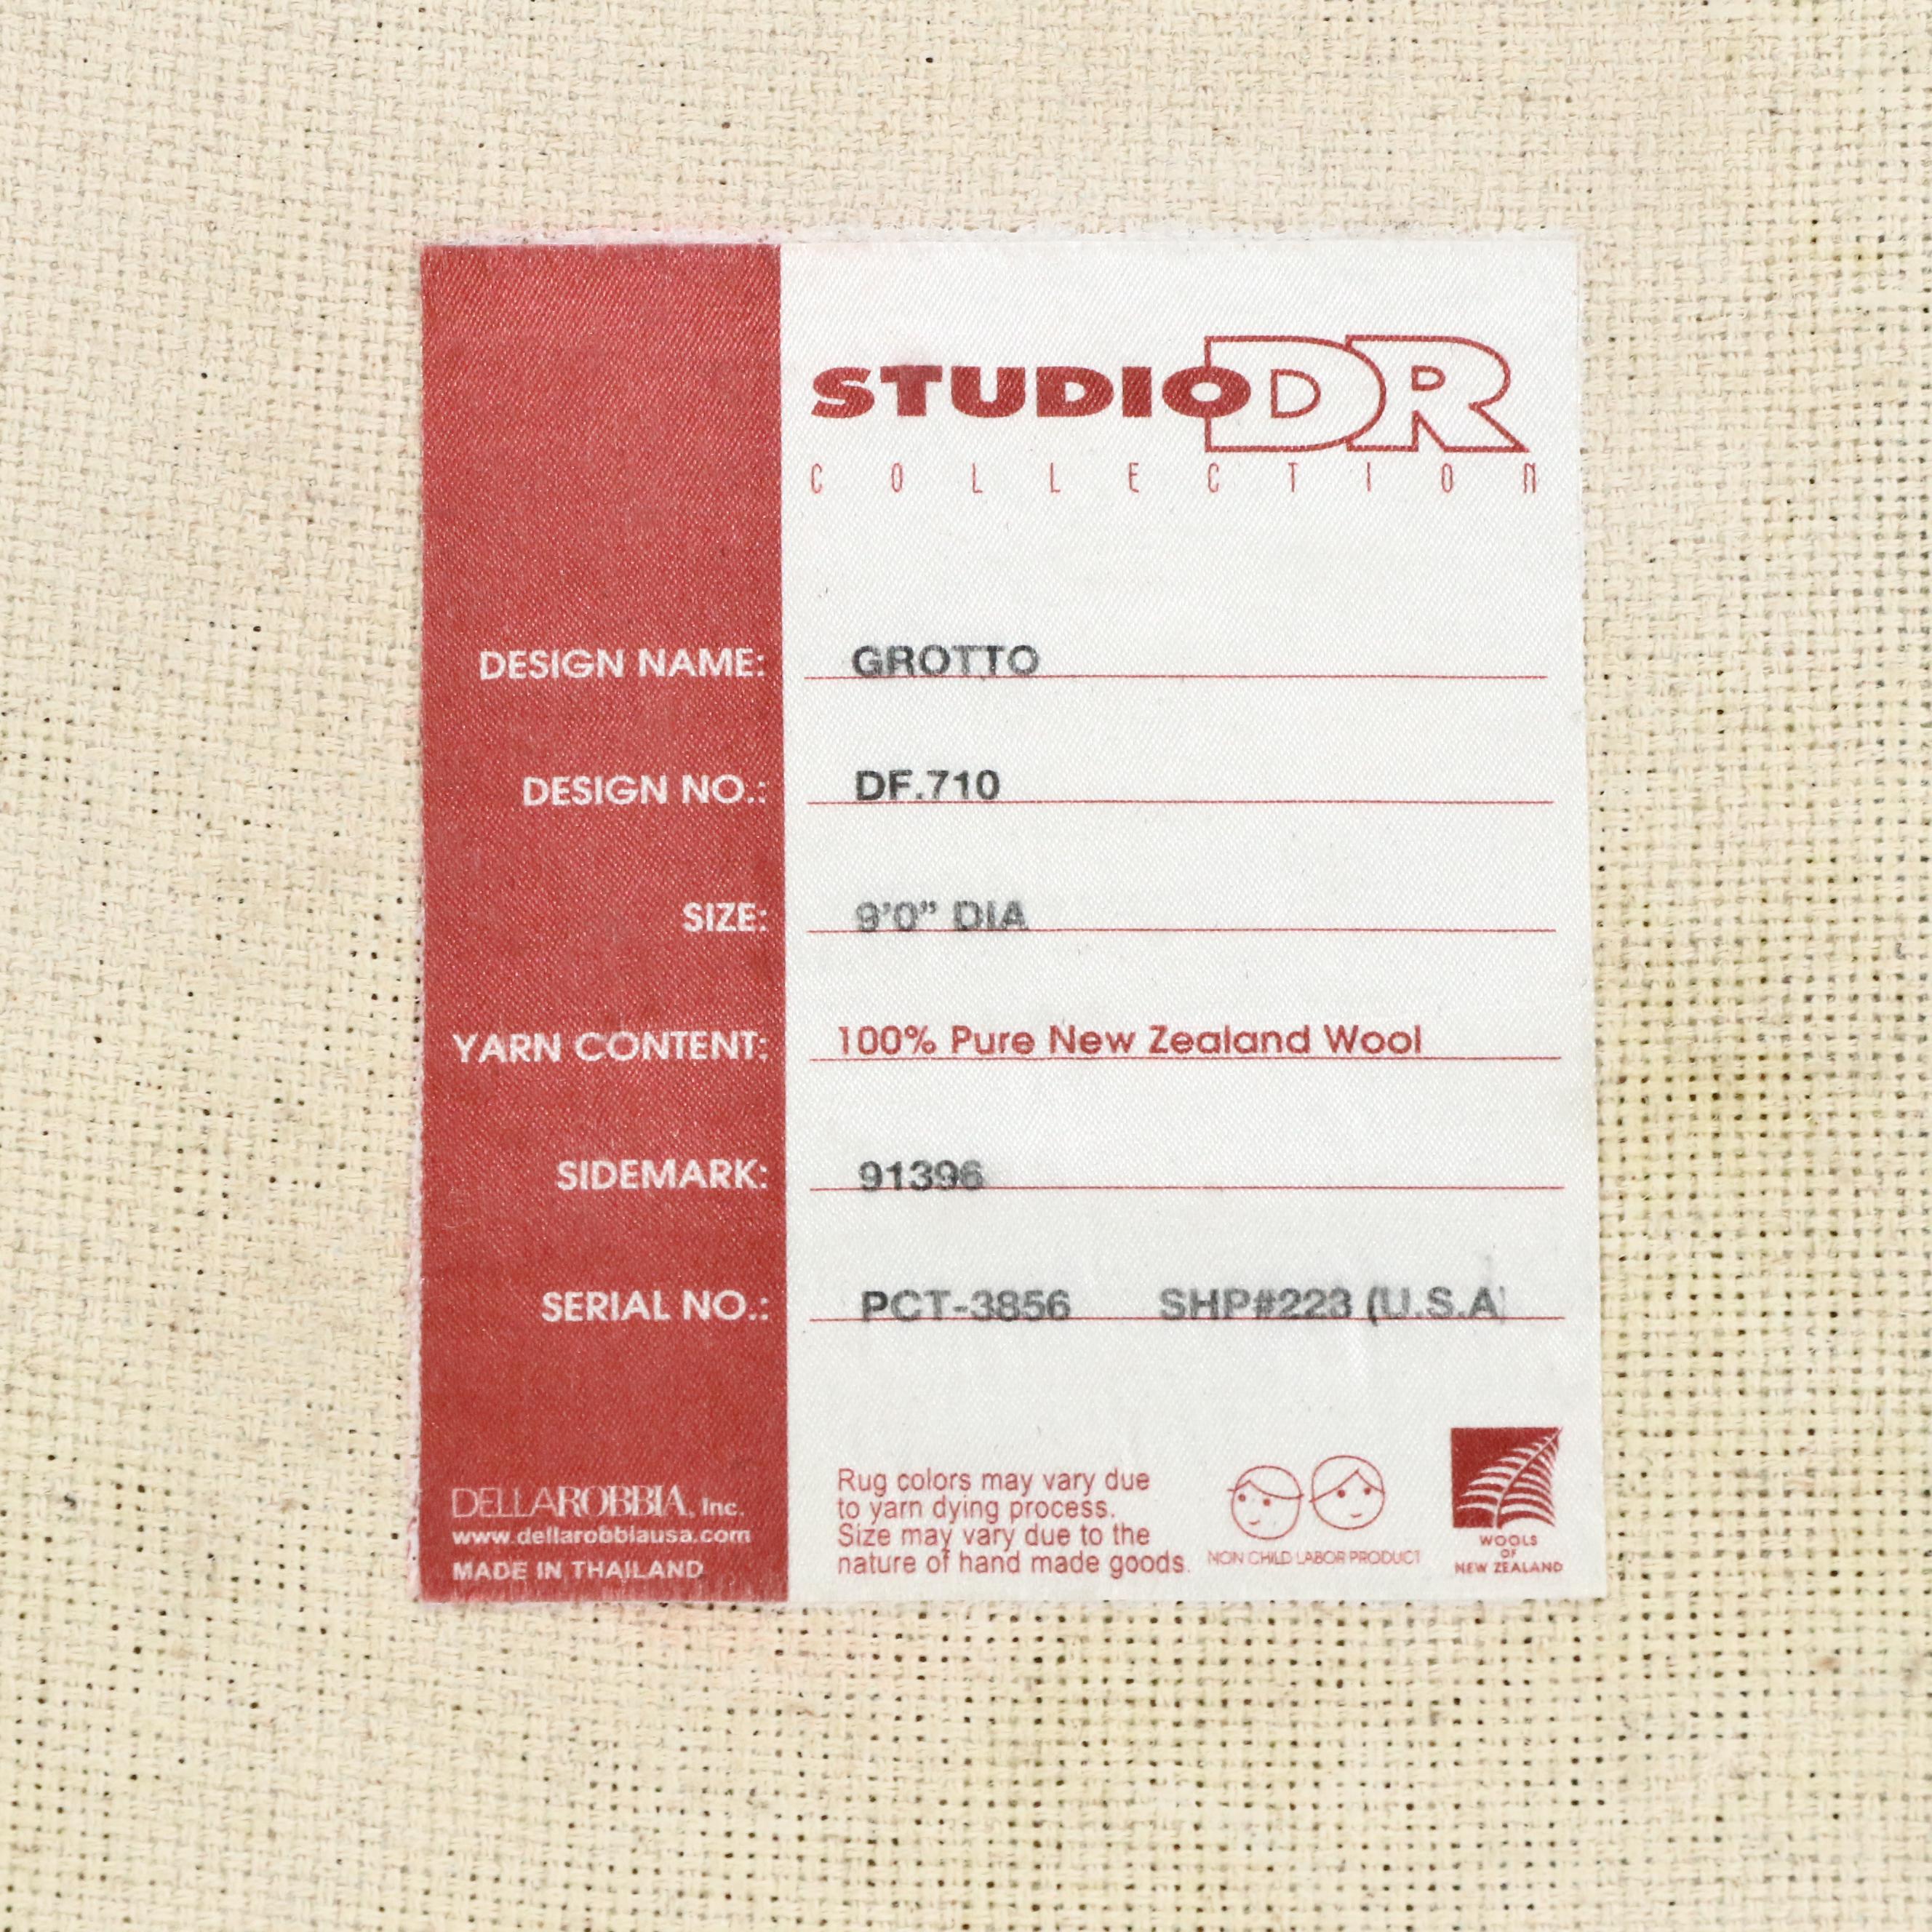 STUDIO DR
COLLECTION
DESIGN NAME: GROTTO
DESIGN NO.: DF.710
SIZE: 9'0” DIA
YARN CONTENT: 100% Pure New Zealand Wool
SIDEMARK: 91396
SERIAL NO.: PCT-3856 SHP#223 (U.S.A)
DELLAROBBIA, Inc.
www.dellarobbiausa.com
MADE IN THAILAND
Rug colors may vary due
to yarn dying process.
Size may vary due to the
nature of hand made goods.
NON CHILD LABOR PRODUCT
WOOLS
OF
NEW ZEALAND